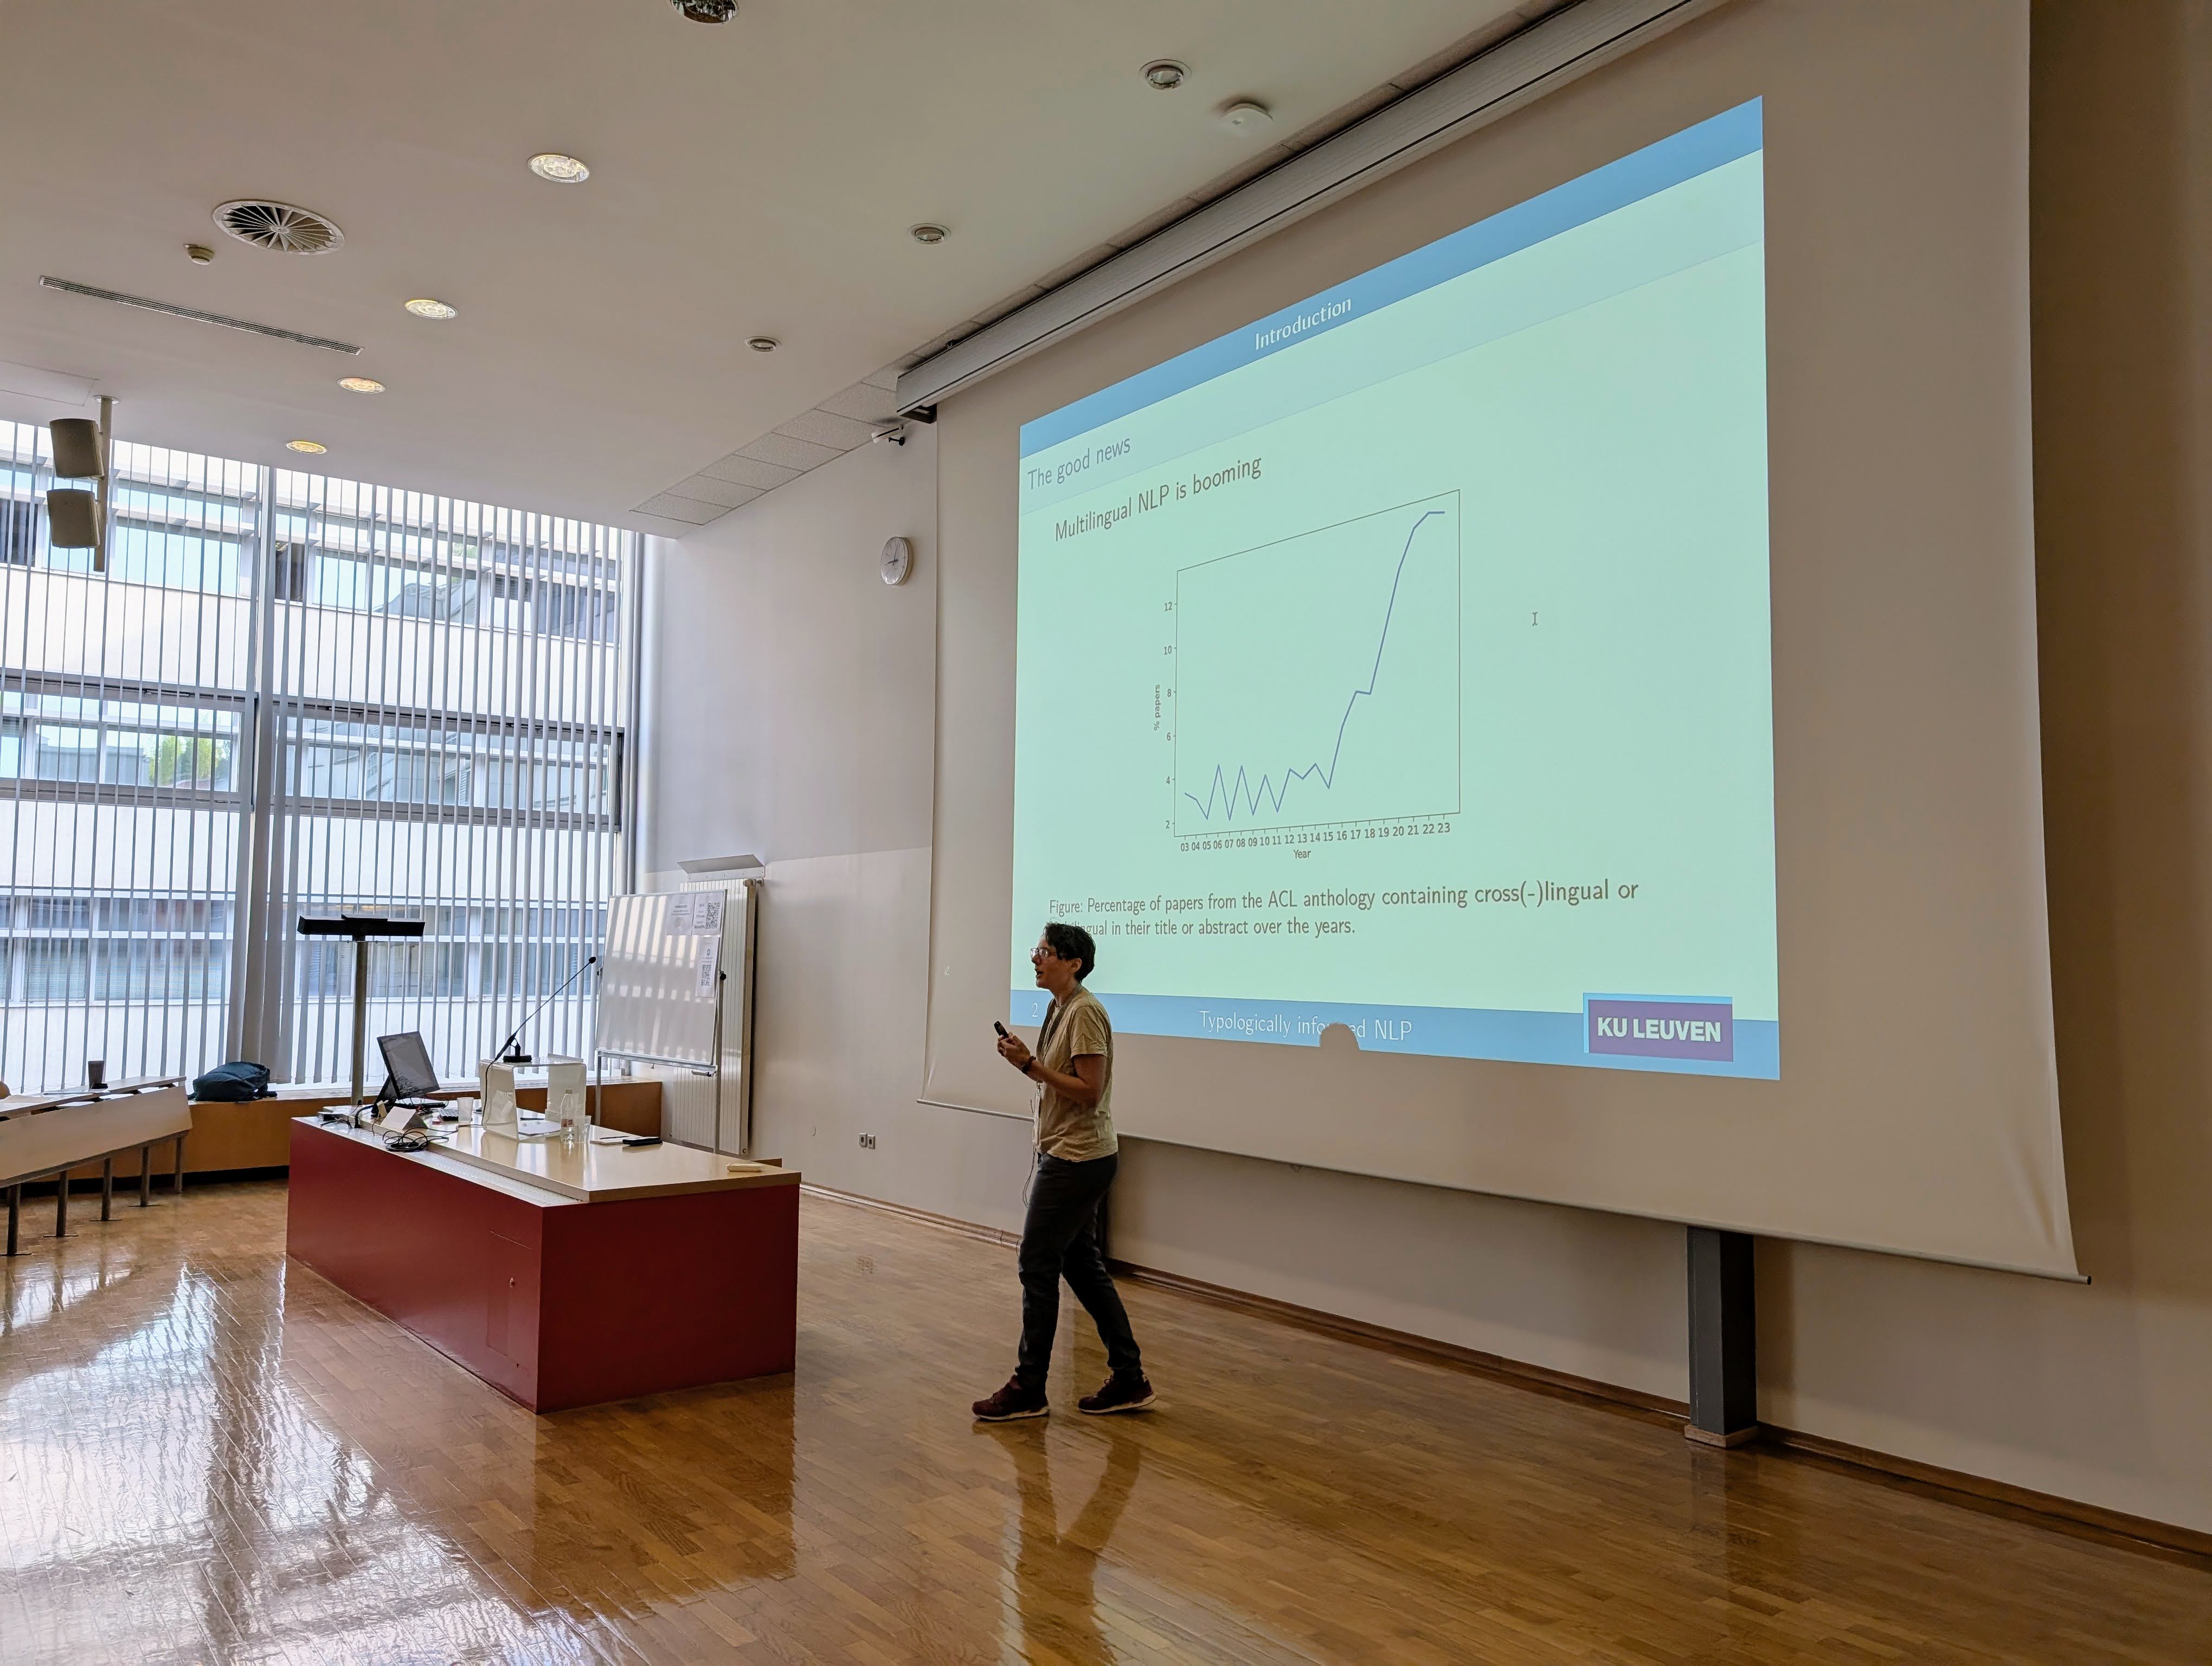 Introduction
The good news
Multilingual NLP is booming
12
10
8
6
4
2
% papers
03 04 05 06 07 08 09 10 11 12 13 14 15 16 17 18 19 20 21 22 23
Year
Figure: Percentage of papers from the ACL anthology containing cross(-)lingual or
in their title or abstract over the years.
2
Typologically NLP
KU LEUVEN